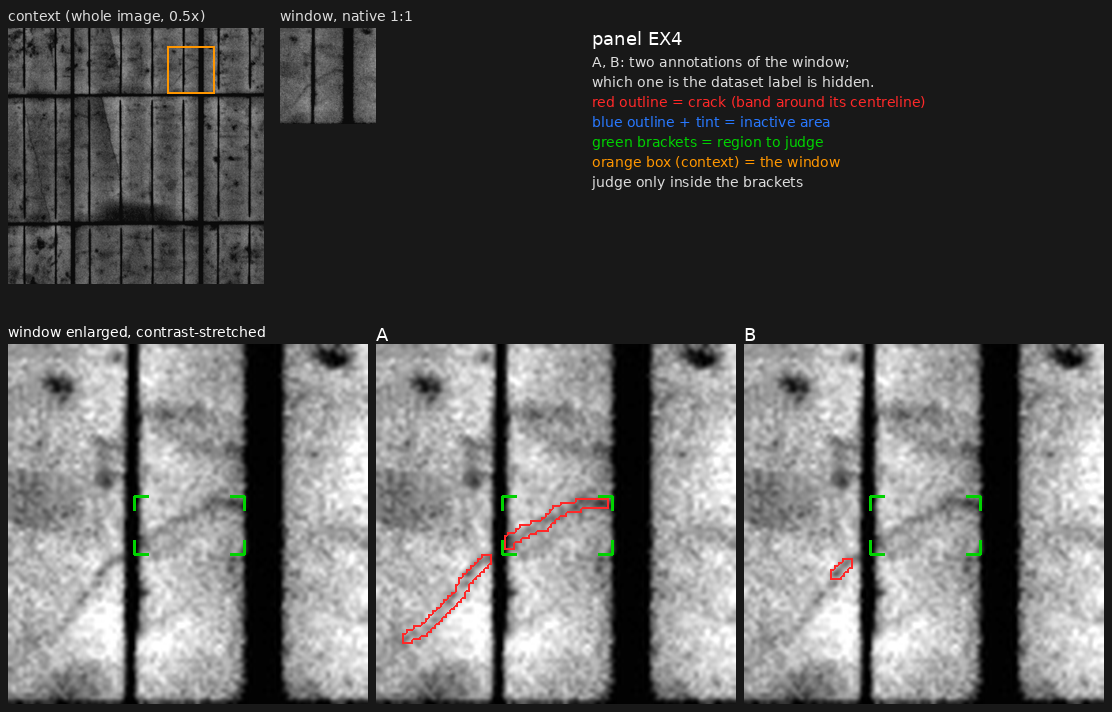 context (whole image, 0.5x)
window, native 1:1
panel EX4
A, B: two annotations of the window;
which one is the dataset label is hidden.
red outline = crack (band around its centreline)
blue outline + tint = inactive area
green brackets = region to judge
orange box (context) = the window
judge only inside the brackets
window enlarged, contrast-stretched
A
B